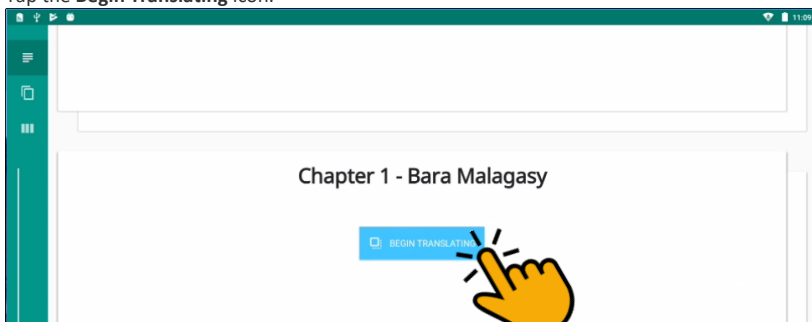 Tap the Begin Translating icon.
11:09
Chapter 1 - Bara Malagasy
BEGIN TRANSLATING